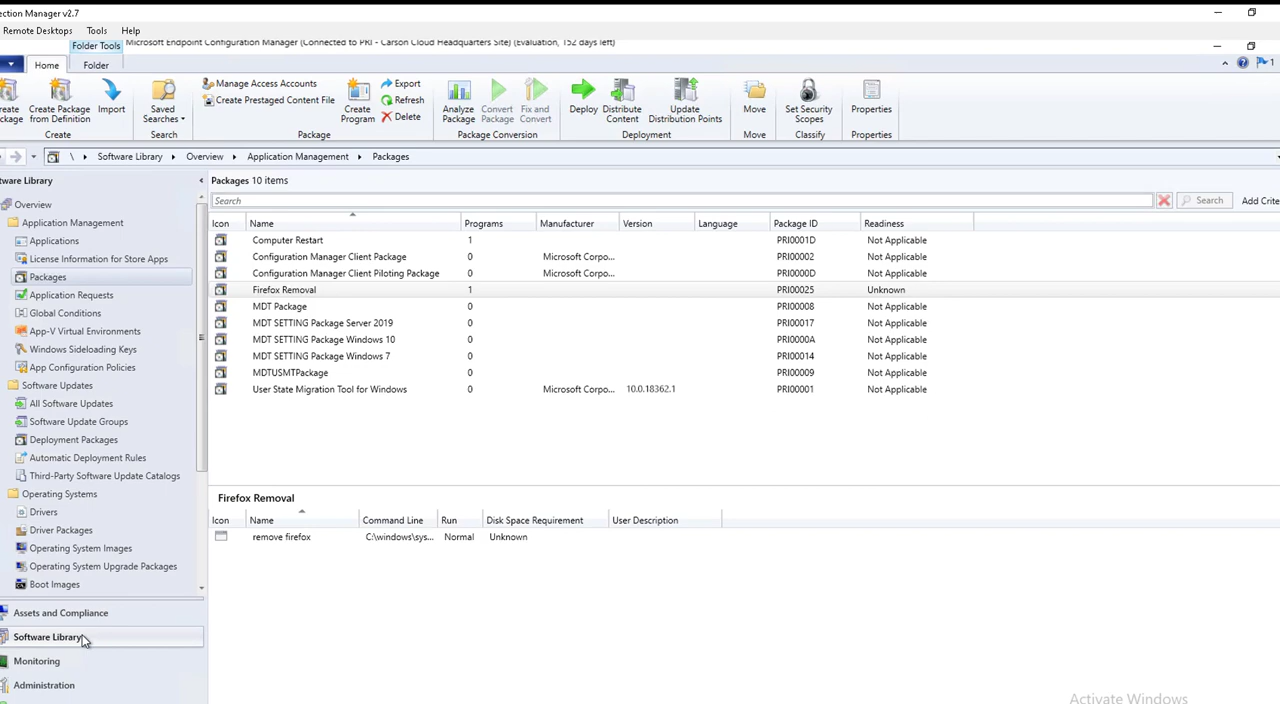 ection Manager v2.7
Remote Desktops Tools Help
Folder Tools Microsoft Endpoint Configuration Manager (Connected to PRI - Carson Cloud Headquarters Site) (Evaluation, 152 days left)
Home Folder
1
reate
ackage
Create Package
from Definition
Import
Create
Saved
Searches
Search
Manage Access Accounts
Create Prestaged Content File
Create
Program
Export
Refresh
Delete
Package
Analyze
Package
Convert
Package
Fix and
Convert
Package Conversion
Deploy
Distribute
Content
Update
Distribution Points
Deployment
Move
Move
Set Security
Scopes
Classify
Properties
Properties
\ Software Library Overview Application Management Packages
tware Library
Overview
Application Management
Applications
License Information for Store Apps
Packages
Application Requests
Global Conditions
App-V Virtual Environments
Windows Sideloading Keys
App Configuration Policies
Software Updates
All Software Updates
Software Update Groups
Deployment Packages
Automatic Deployment Rules
Third-Party Software Update Catalogs
Operating Systems
Drivers
Driver Packages
Operating System Images
Operating System Upgrade Packages
Boot Images
Assets and Compliance
Software Library
Monitoring
Administration
Packages 10 items
Search Search Add Crite
Icon Name Programs Manufacturer Version Language Package ID Readiness
Computer Restart 1 PRI0001D Not Applicable
Configuration Manager Client Package 0 Microsoft Corpo... PRI00002 Not Applicable
Configuration Manager Client Piloting Package 0 Microsoft Corpo... PRI0000D Not Applicable
Firefox Removal 1 PRI00025 Unknown
MDT Package 0 PRI00008 Not Applicable
MDT SETTING Package Server 2019 0 PRI00017 Not Applicable
MDT SETTING Package Windows 10 0 PRI0000A Not Applicable
MDT SETTING Package Windows 7 0 PRI00014 Not Applicable
MDTUSMTPackage 0 PRI00009 Not Applicable
User State Migration Tool for Windows 0 Microsoft Corpo... 10.0.18362.1 PRI00001 Not Applicable
Firefox Removal
Icon Name Command Line Run Disk Space Requirement User Description
remove firefox C:\windows\sys... Normal Unknown
Activate Windows